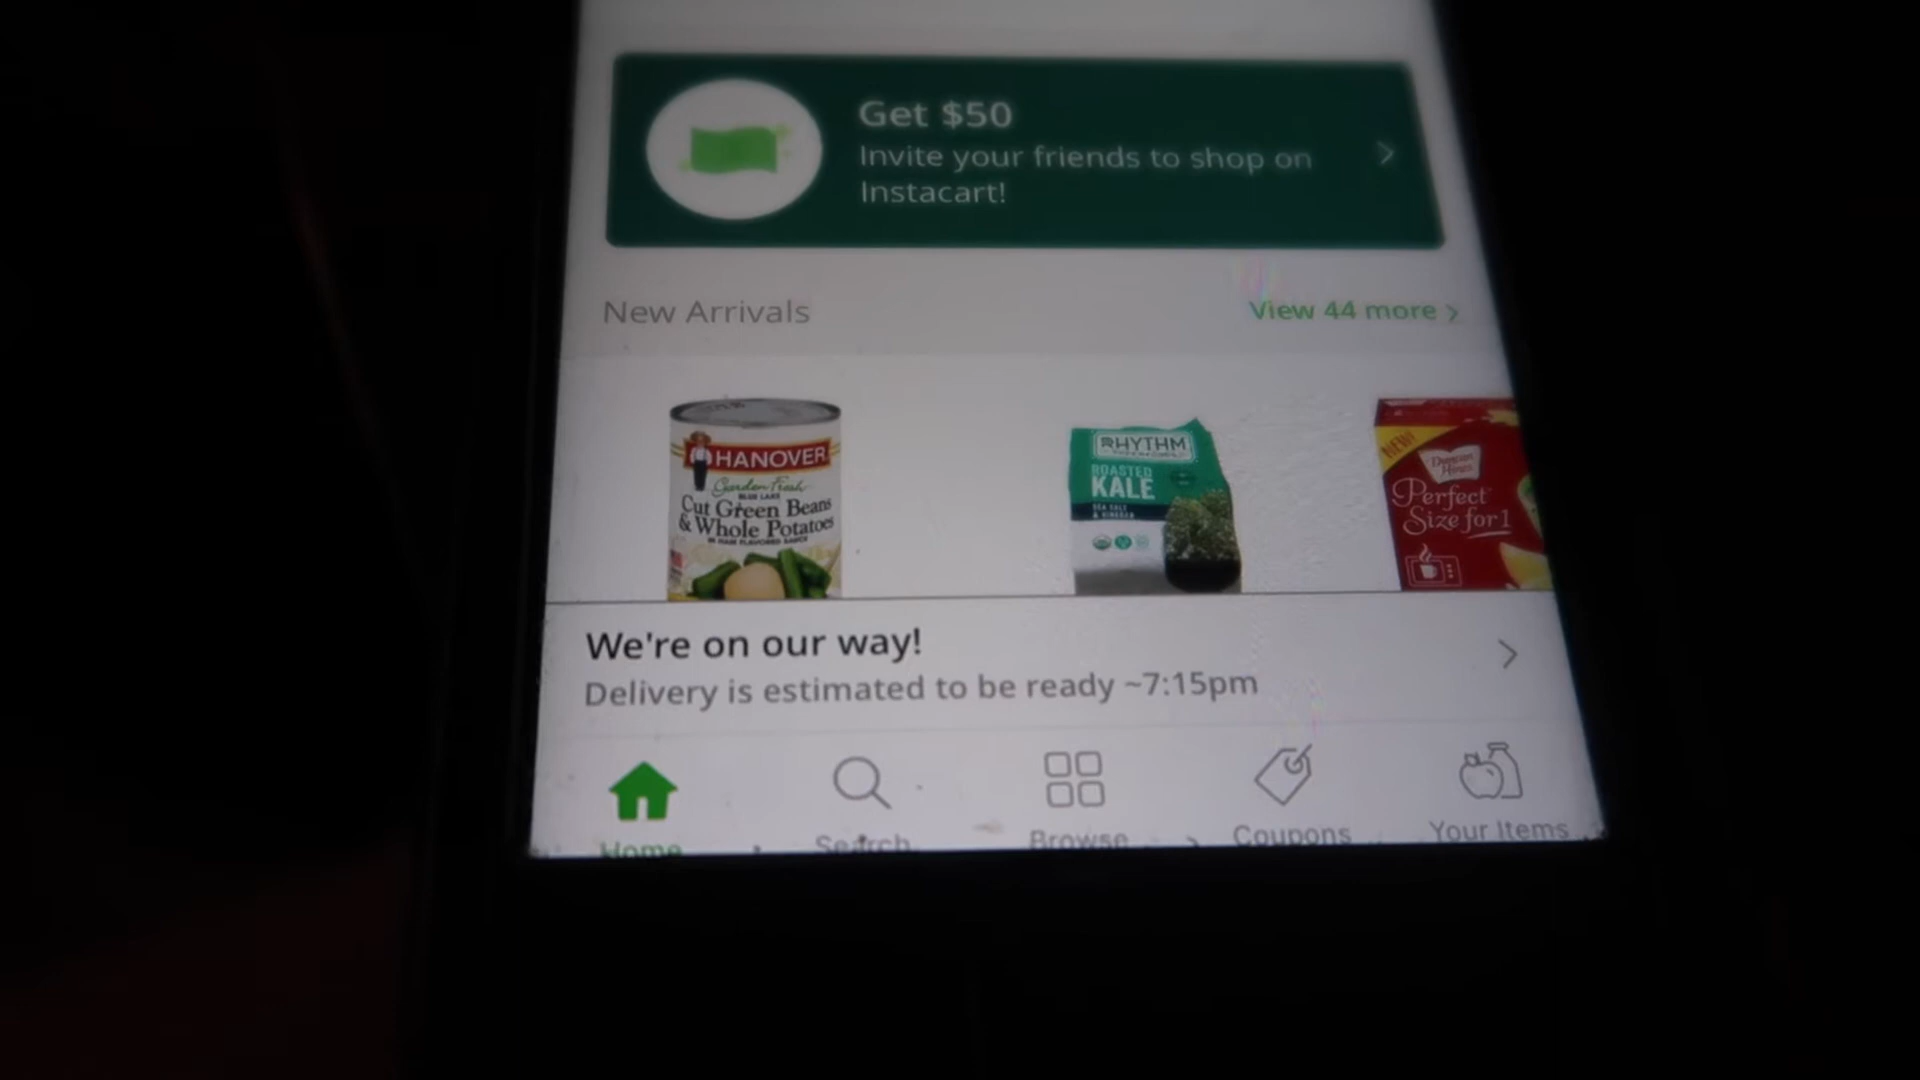 Get $50
Invite your friends to shop on
Instacart!
New Arrivals
View 44 more
HANOVER
Garden Fresh
BLUE LAKE
Cut Green Beans
& Whole Potatoes
IN HAM FLAVORED SAUCE
RHYTHM
ROASTED
KALE
SEA SALT
NEW!
Duncan
Hines
Perfect
Size for 1
We're on our way!
Delivery is estimated to be ready ~7:15pm
Home
Search
Browse
Coupons
Your Items